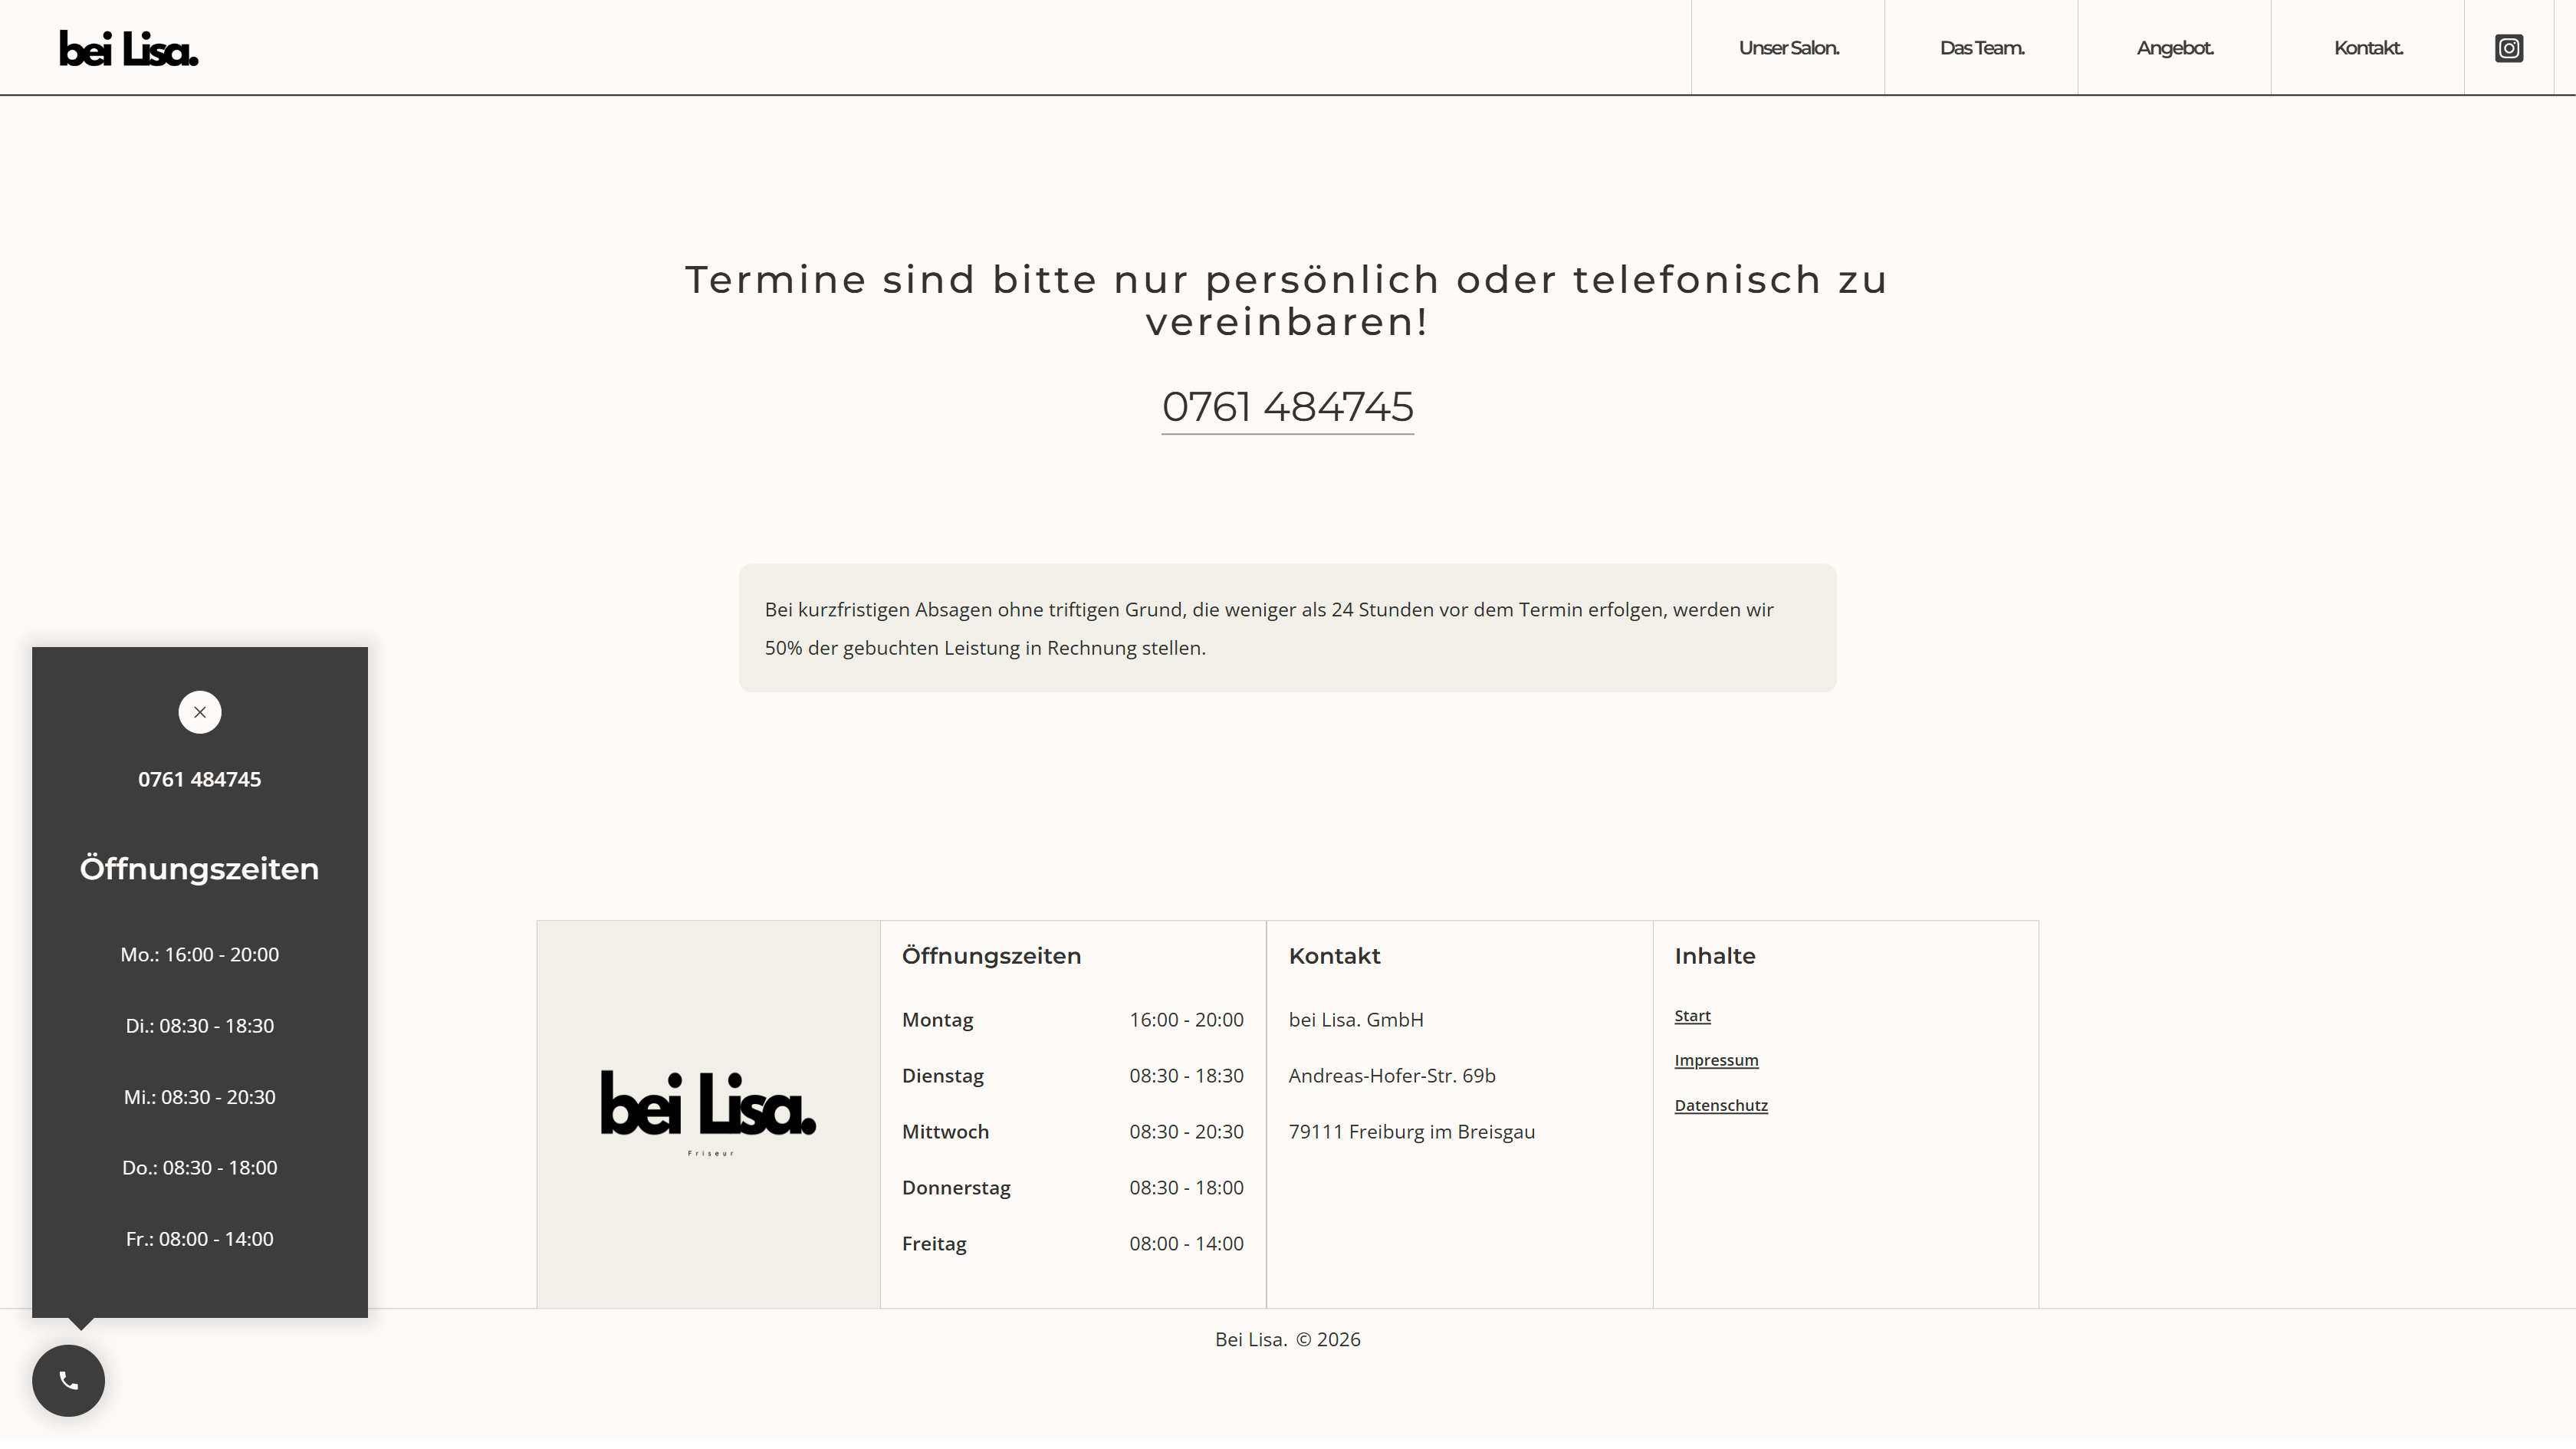 bei Lisa.
Unser Salon.
Das Team.
Angebot.
Kontakt.
Termine sind bitte nur persönlich oder telefonisch zu
vereinbaren!
0761 484745
Bei kurzfristigen Absagen ohne triftigen Grund, die weniger als 24 Stunden vor dem Termin erfolgen, werden wir
50% der gebuchten Leistung in Rechnung stellen.
0761 484745
Öffnungszeiten
Mo.: 16:00 - 20:00
Di.: 08:30 - 18:30
Mi.: 08:30 - 20:30
Do.: 08:30 - 18:00
Fr.: 08:00 - 14:00
bei Lisa.
Friseur
Öffnungszeiten
Montag 16:00 - 20:00
Dienstag 08:30 - 18:30
Mittwoch 08:30 - 20:30
Donnerstag 08:30 - 18:00
Freitag 08:00 - 14:00
Kontakt
bei Lisa. GmbH
Andreas-Hofer-Str. 69b
79111 Freiburg im Breisgau
Inhalte
Start
Impressum
Datenschutz
Bei Lisa. © 2026